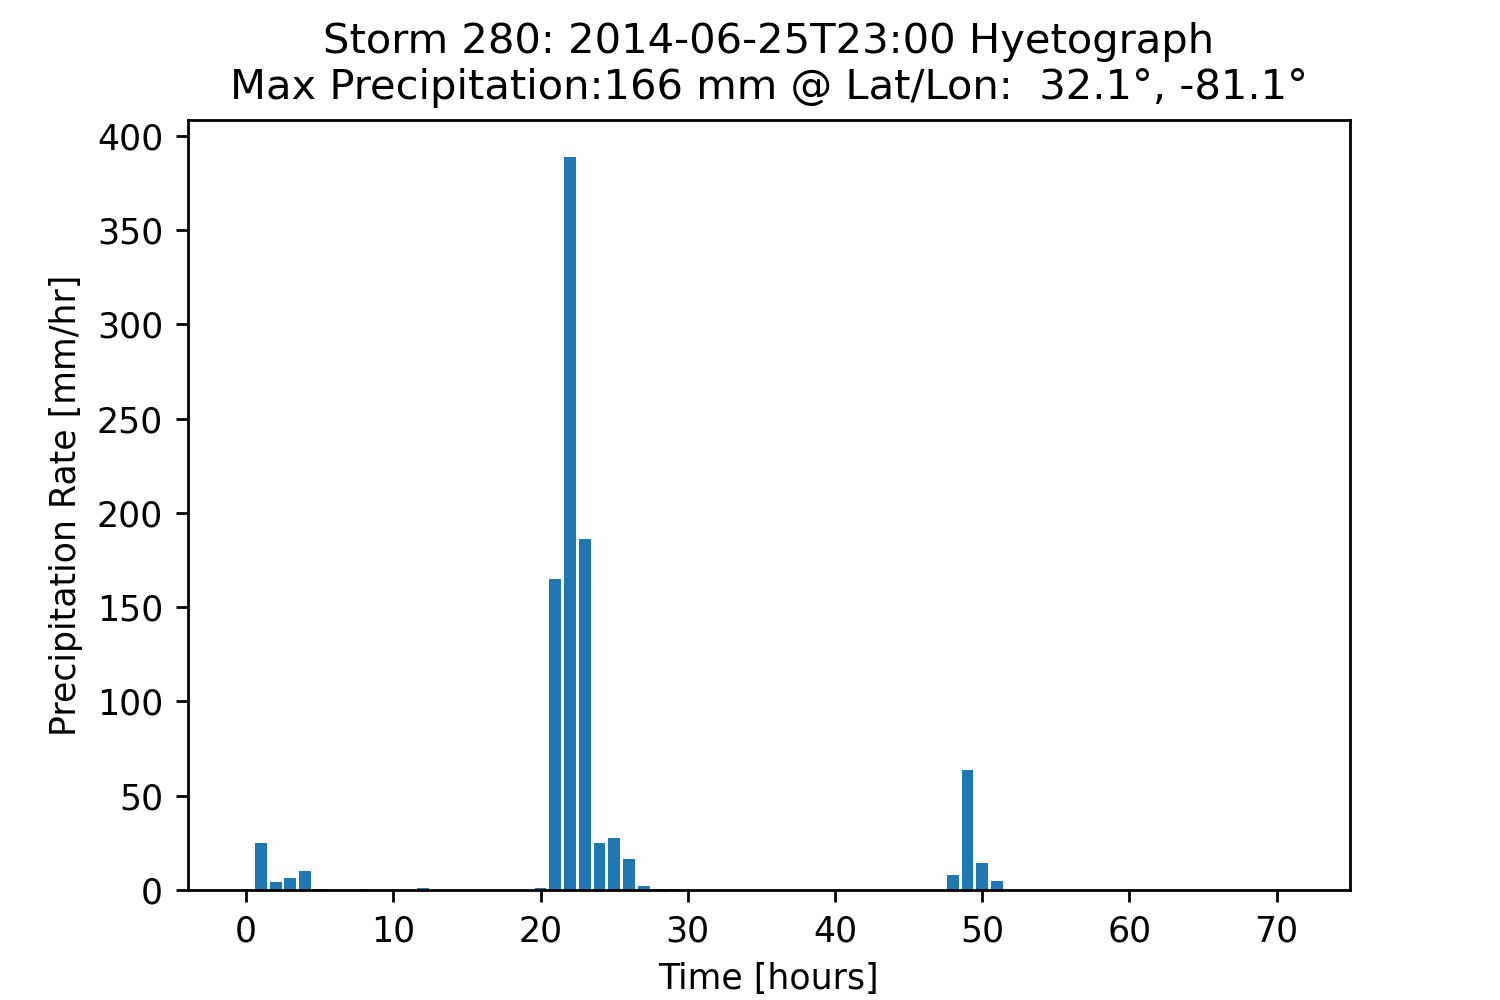 Storm 280: 2014-06-25T23:00 Hyetograph
Max Precipitation:166 mm @ Lat/Lon:  32.1°, -81.1°
400
350
300
250
200
150
100
50
0
Precipitation Rate [mm/hr]
0 10 20 30 40 50 60 70
Time [hours]